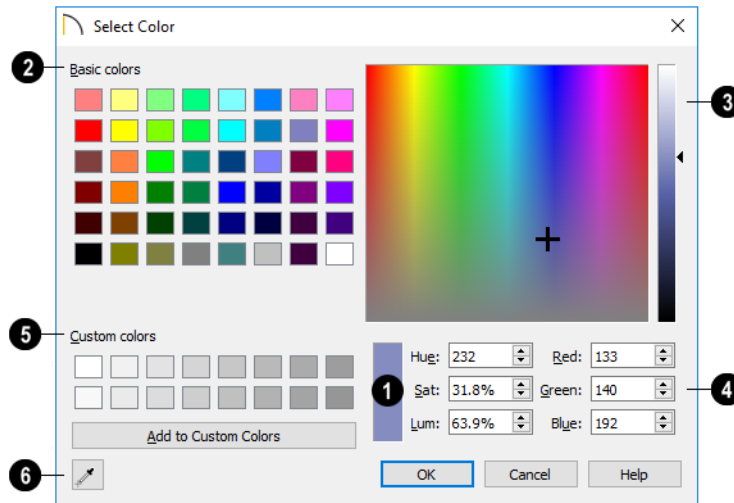 Select Color
2
Basic colors
3
5
Custom colors
1
Hue: 232
Red: 133
Sat: 31.8%
Green: 140
4
Lum: 63.9%
Blue: 192
Add to Custom Colors
6
OK
Cancel
Help